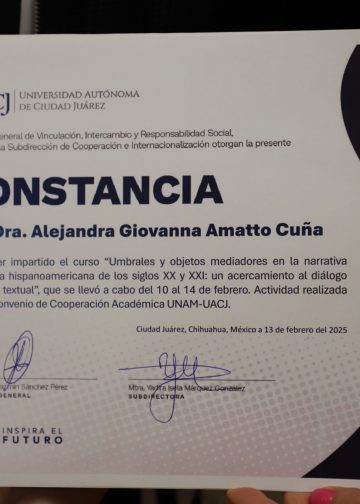 CJ UNIVERSIDAD AUTÓNOMA
DE CIUDAD JUÁREZ
eneral de Vinculación, Intercambio y Responsabilidad Social,
la Subdirección de Cooperación e Internacionalización otorgan la presente
ONSTANCIA
Dra. Alejandra Giovanna Amatto Cuña
er impartido el curso "Umbrales y objetos mediadores en la narrativa
a hispanoamericana de los siglos XX y XXI: un acercamiento al diálogo
textual", que se llevó a cabo del 10 al 14 de febrero. Actividad realizada
onvenio de Cooperación Académica UNAM-UACJ.
Ciudad Juárez, Chihuahua, México a 13 de febrero del 2025
Sánchez Pérez
GENERAL
Mtra. Yadira Isela Márquez González
SUBDIRECTORA
INSPIRA EL
FUTURO